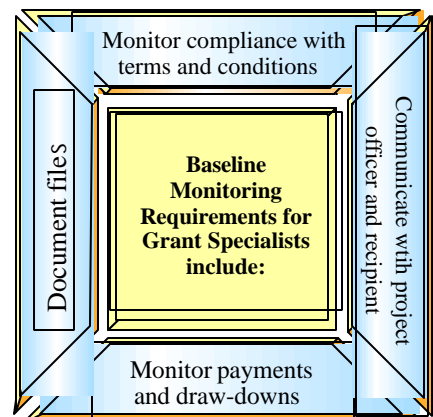 Monitor compliance with
terms and conditions
Document files
Baseline
Monitoring
Requirements for
Grant Specialists
include:
Communicate wtih project
officer and recipient
Monitor payments
and draw-downs